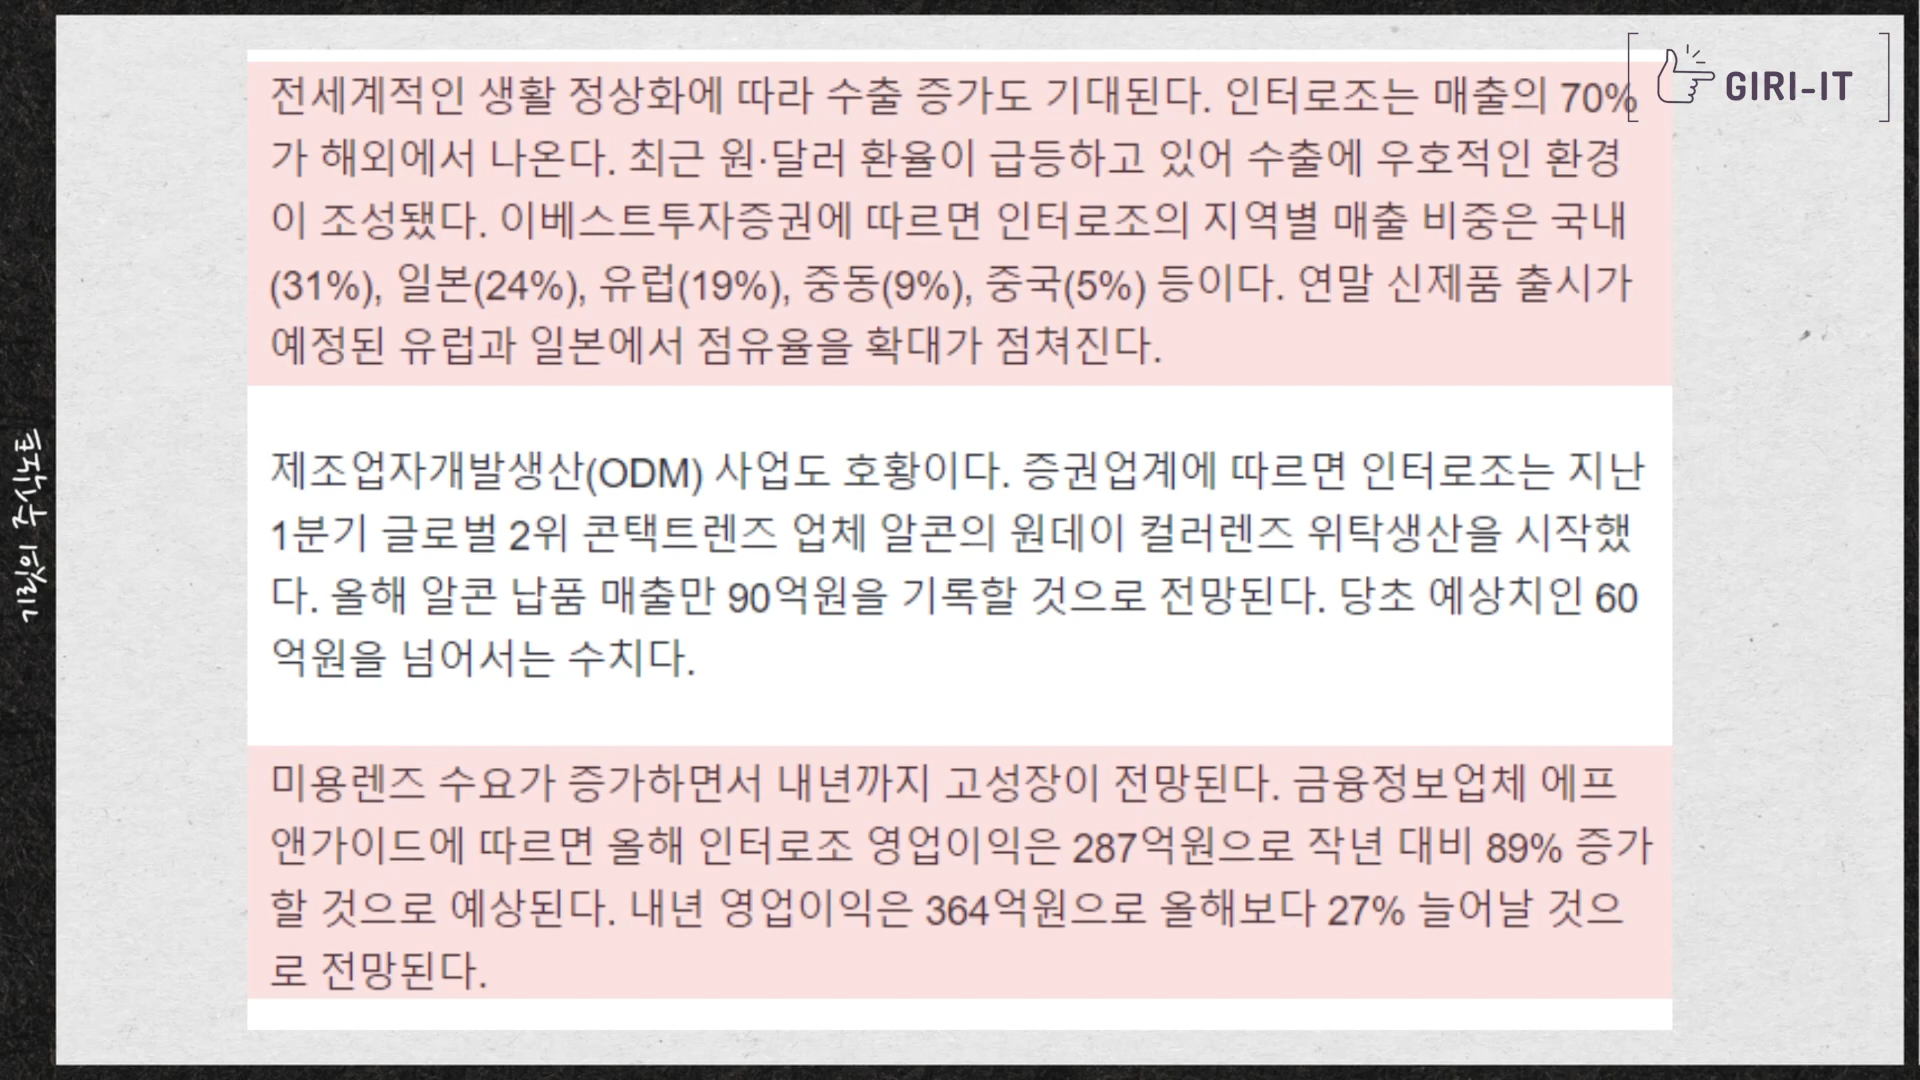 전세계적인 생활 정상화에 따라 수출 증가도 기대된다. 인터로조는 매출의 70%
가 해외에서 나온다. 최근 원·달러 환율이 급등하고 있어 수출에 우호적인 환경
이 조성됐다. 이베스트투자증권에 따르면 인터로조의 지역별 매출 비중은 국내
(31%), 일본(24%), 유럽(19%), 중동(9%), 중국(5%) 등이다. 연말 신제품 출시가
예정된 유럽과 일본에서 점유율을 확대가 점쳐진다.
제조업자개발생산(ODM) 사업도 호황이다. 증권업계에 따르면 인터로조는 지난
1분기 글로벌 2위 콘택트렌즈 업체 알콘의 원데이 컬러렌즈 위탁생산을 시작했
다. 올해 알콘 납품 매출만 90억원을 기록할 것으로 전망된다. 당초 예상치인 60
억원을 넘어서는 수치다.
미용렌즈 수요가 증가하면서 내년까지 고성장이 전망된다. 금융정보업체 에프
앤가이드에 따르면 올해 인터로조 영업이익은 287억원으로 작년 대비 89% 증가
할 것으로 예상된다. 내년 영업이익은 364억원으로 올해보다 27% 늘어날 것으
로 전망된다.
GIRI-IT
기릿의 주식노트